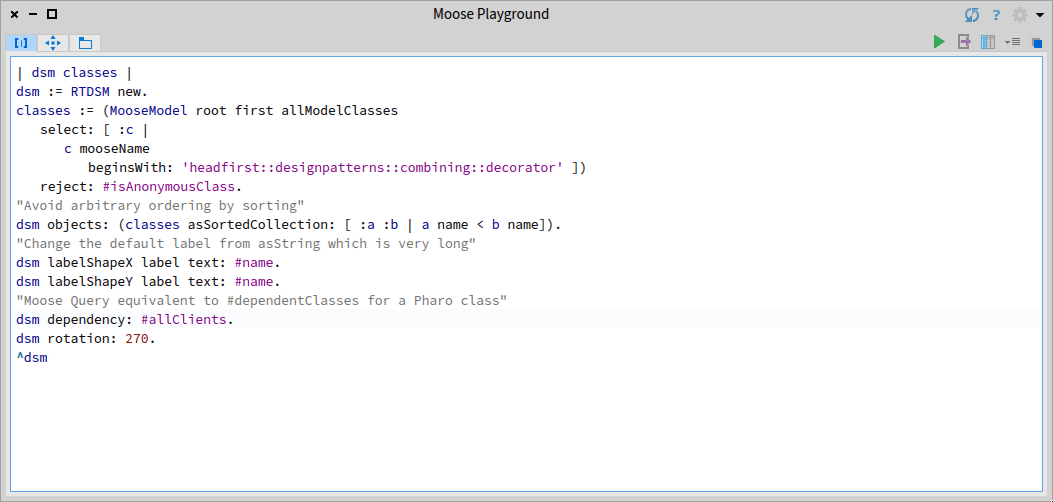 Moose Playground
?
| dsm classes |
dsm := RTDSM new.
classes := (MooseModel root first allModelClasses
select: [ :c |
c mooseName
beginsWith: 'headfirst::designpatterns::combining::decorator' ])
reject: #isAnonymousClass.
"Avoid arbitrary ordering by sorting"
dsm objects: (classes asSortedCollection: [ :a :b | a name < b name]).
"Change the default label from asString which is very long"
dsm labelShapeX label text: #name.
dsm labelShapeY label text: #name.
"Moose Query equivalent to #dependentClasses for a Pharo class"
dsm dependency: #allClients.
dsm rotation: 270.
^dsm